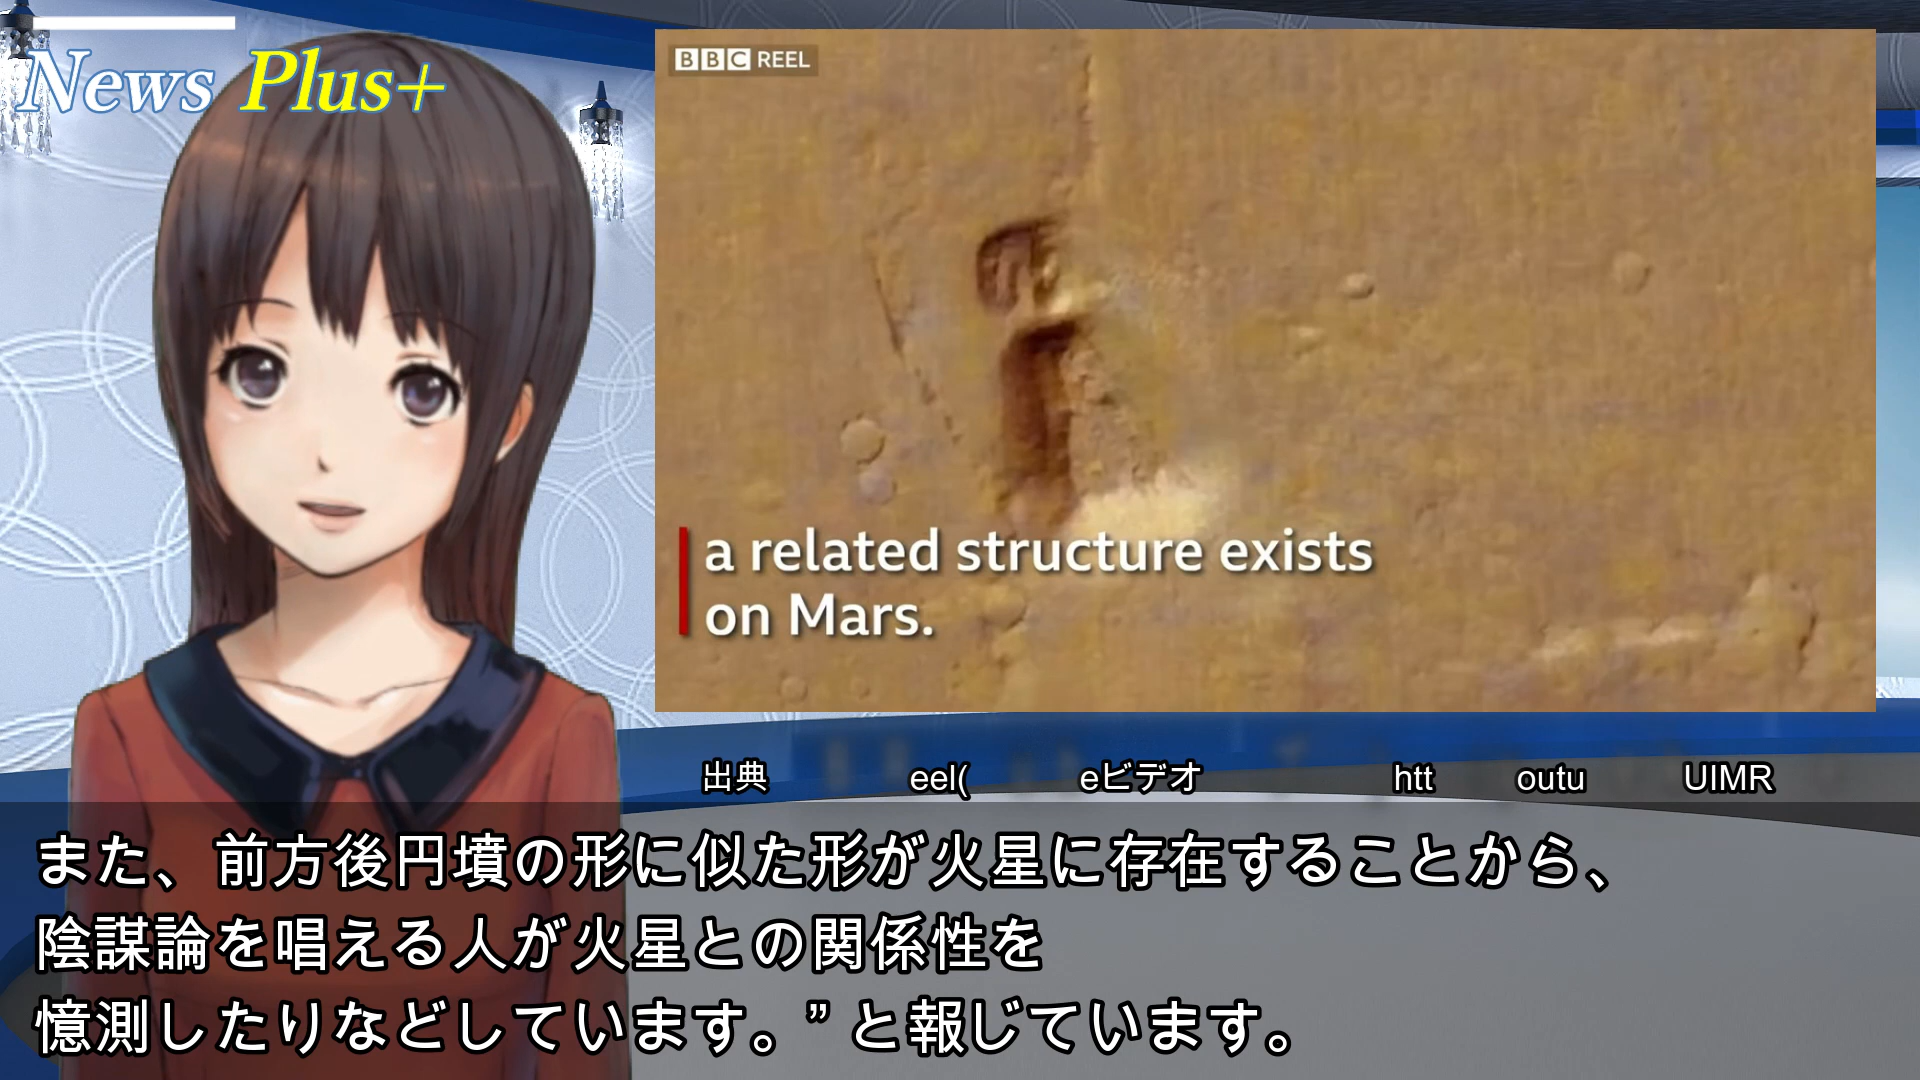 News Plus+
BBC REEL
a related structure exists
on Mars.
出典 eel( eビデオ htt outu UIMR
また、前方後円墳の形に似た形が火星に存在することから、
陰謀論を唱える人が火星との関係性を
憶測したりなどしています。” と報じています。